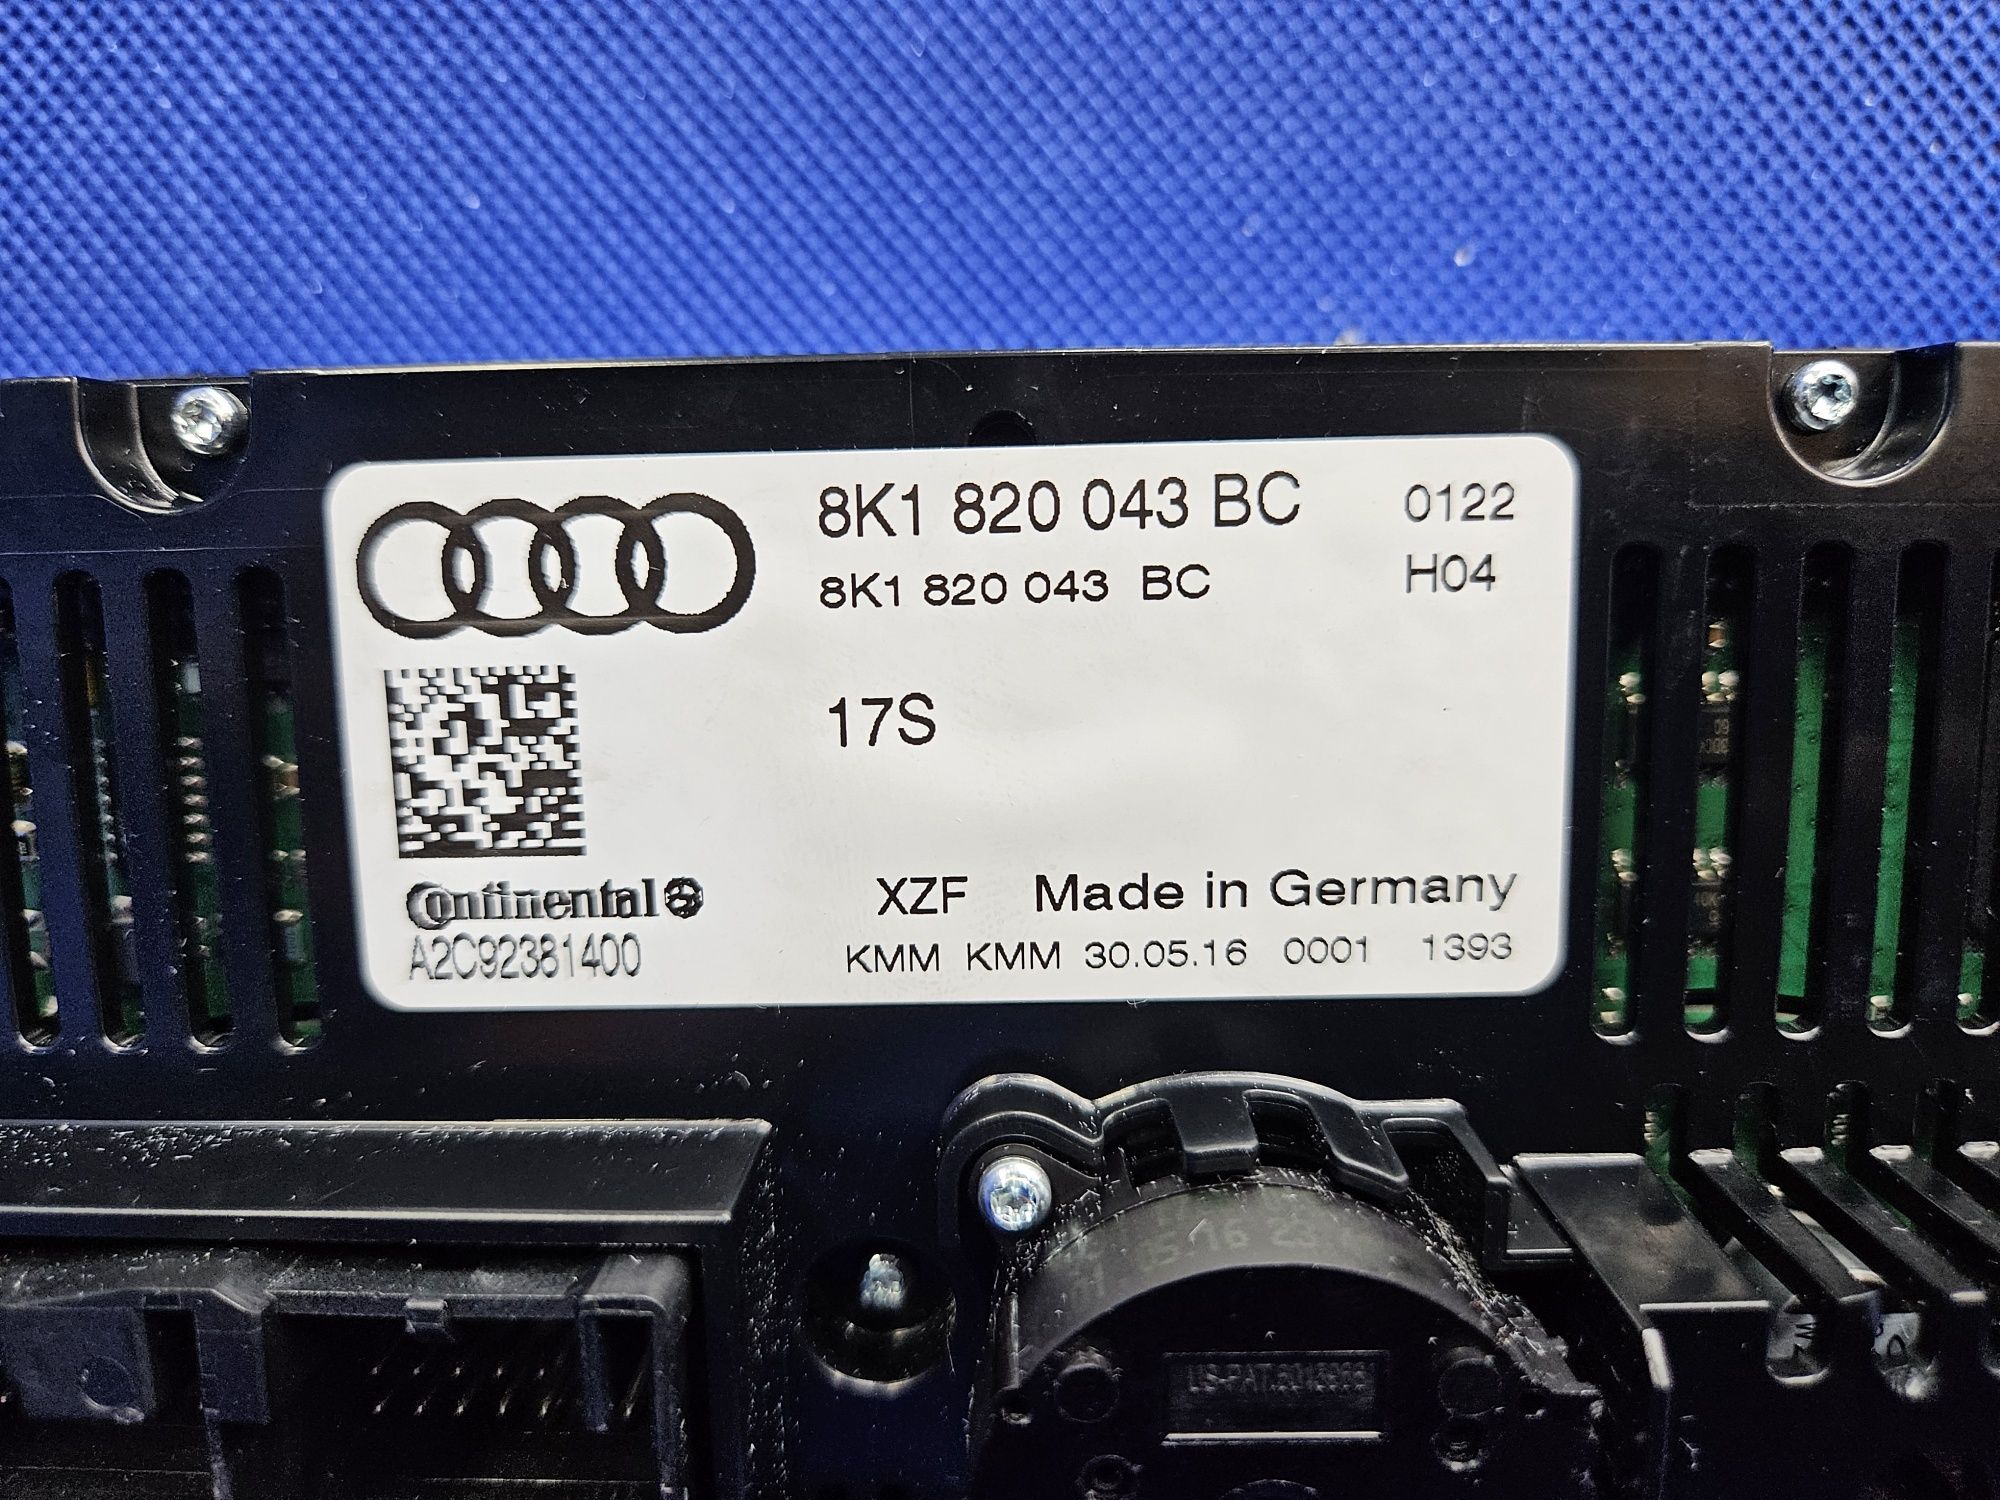 8K1 820 043 BC 0122
8K1 820 043 BC H04
17S
Continental
A2C92381400
XZF Made in Germany
KMM KMM 30.05.16 0001 1393